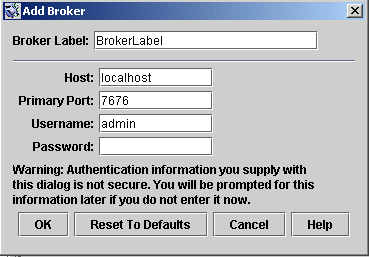 Add Broker
Broker Label: BrokerLabel
Host: localhost
Primary Port: 7676
Username: admin
Password:
Warning: Authentication information you supply with
this dialog is not secure. You will be prompted for this
information later if you do not enter it now.
OK Reset To Defaults Cancel Help